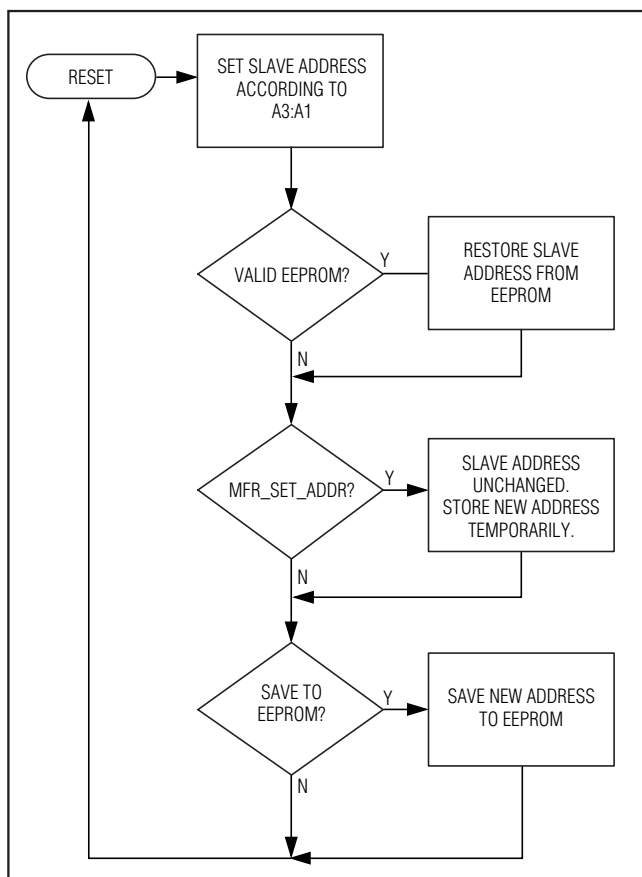 RESET
SET SLAVE ADDRESS
ACCORDING TO
A3:A1
VALID EEPROM?
Y
RESTORE SLAVE
ADDRESS FROM
EEPROM
N
MFR_SET_ADDR?
Y
SLAVE ADDRESS
UNCHANGED.
STORE NEW ADDRESS
TEMPORARILY.
N
SAVE TO
EEPROM?
Y
SAVE NEW ADDRESS
TO EEPROM
N